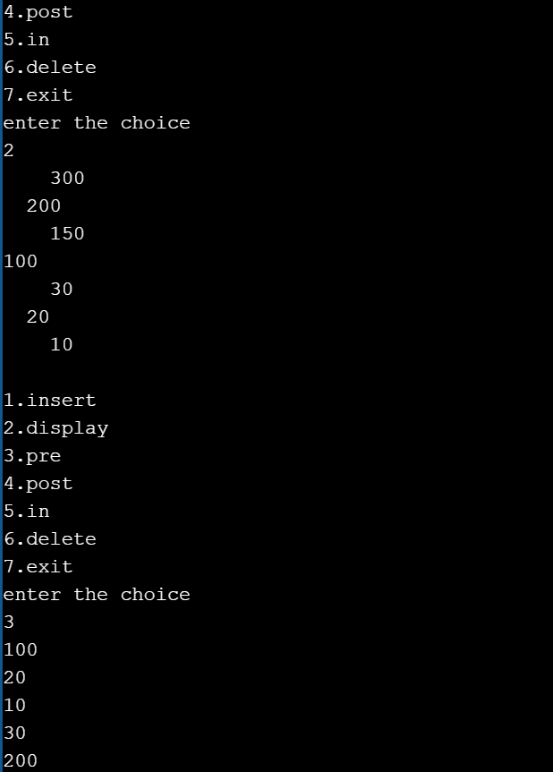 4.post
5.in
6.delete
7.exit
enter the choice
2
    300
  200
    150
100
    30
  20
    10

1.insert
2.display
3.pre
4.post
5.in
6.delete
7.exit
enter the choice
3
100
20
10
30
200